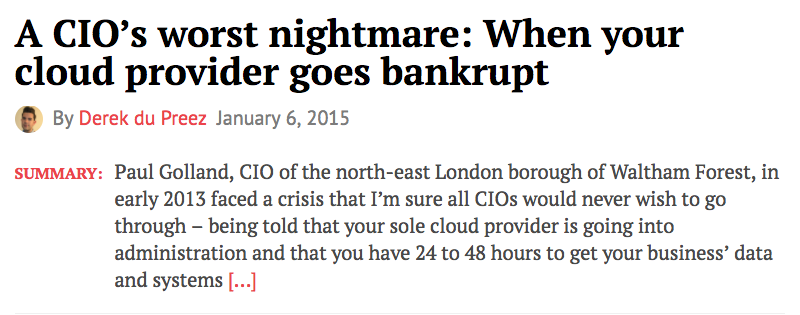 A CIO’s worst nightmare: When your
cloud provider goes bankrupt
By Derek du Preez January 6, 2015
SUMMARY: Paul Golland, CIO of the north-east London borough of Waltham Forest, in
early 2013 faced a crisis that I’m sure all CIOs would never wish to go
through – being told that your sole cloud provider is going into
administration and that you have 24 to 48 hours to get your business’ data
and systems [...]